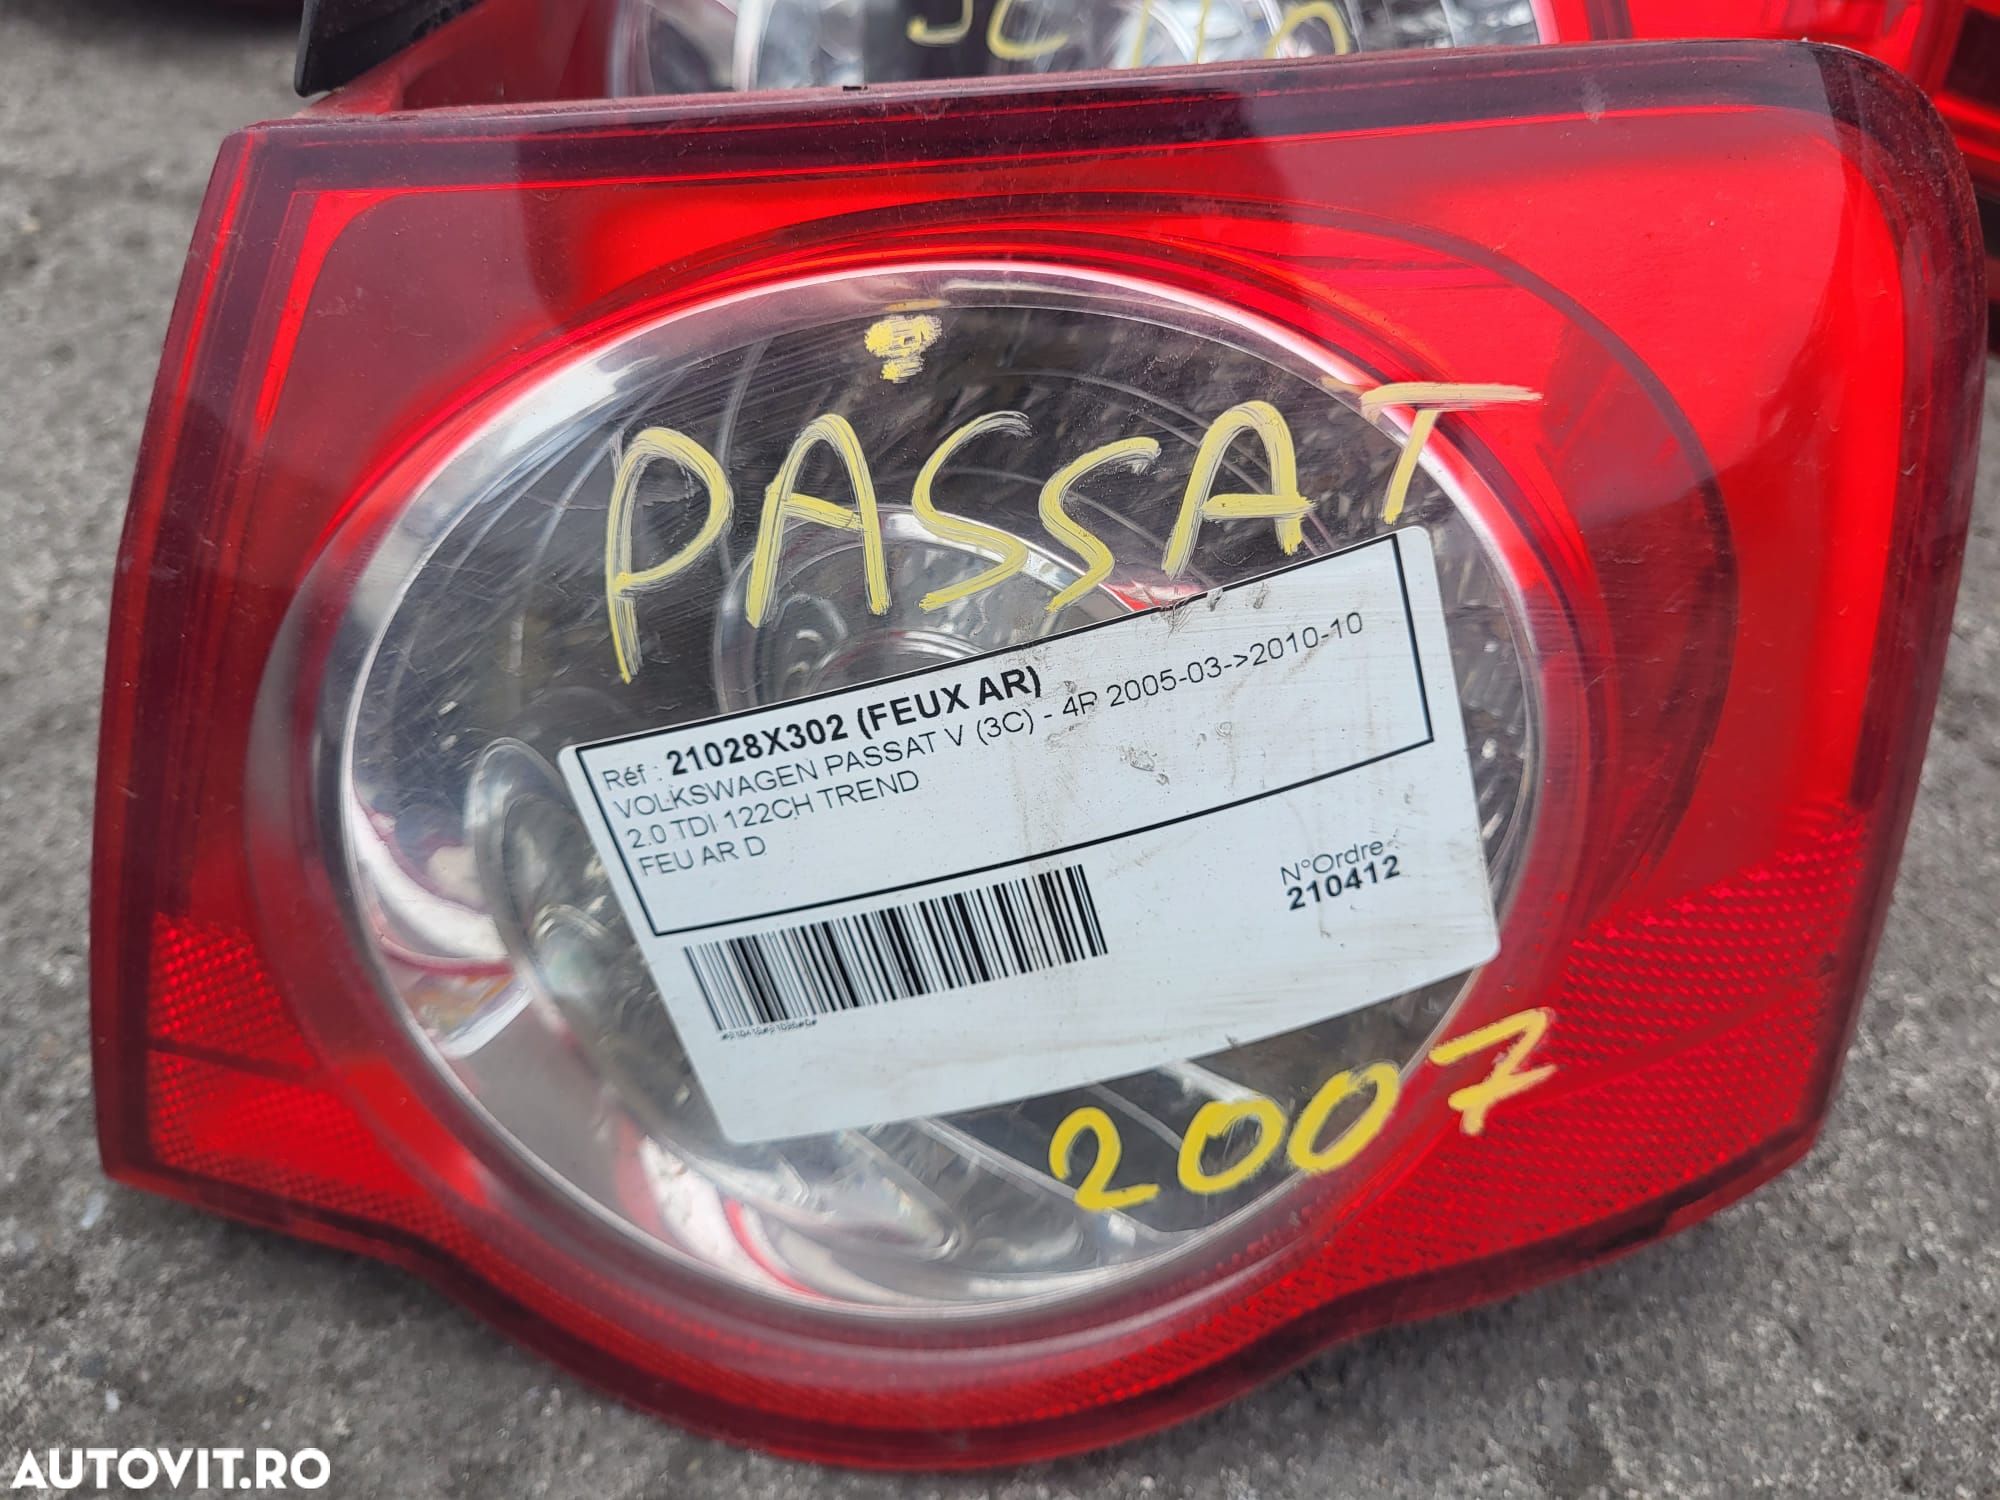 PASSAT
Réf : 21028X302 (FEUX AR)
VOLKSWAGEN PASSAT V (3C) - 4P 2005-03->2010-10
2.0 TDI 122CH TREND
FEU AR D
N°Ordre :
210412
2007
AUTOVIT.RO